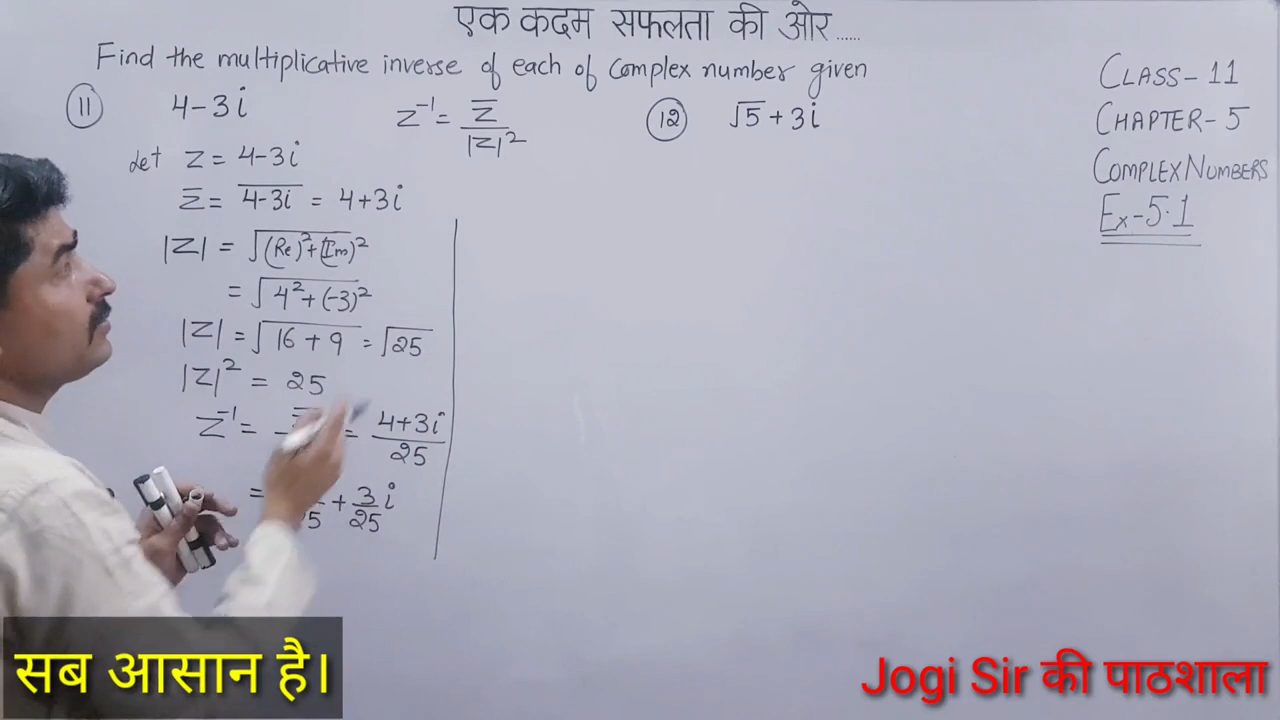 एक कदम सफलता की ओर......
Find the multiplicative inverse of each of Complex number given
11 4-3i
z⁻¹ = z̅/|z|²
Let z = 4-3i
z̅ = \overline{4-3i} = 4+3i
|z| = √((Re)²+(Im)²)
= √(4²+(-3)²)
|z| = √(16+9) = √25
|z|² = 25
z⁻¹ = = (4+3i)/25
= + 3/25 i
12 √5+3i
CLASS-11
CHAPTER-5
COMPLEX NUMBERS
Ex-5.1
सब आसान है।
Jogi Sir की पाठशाला